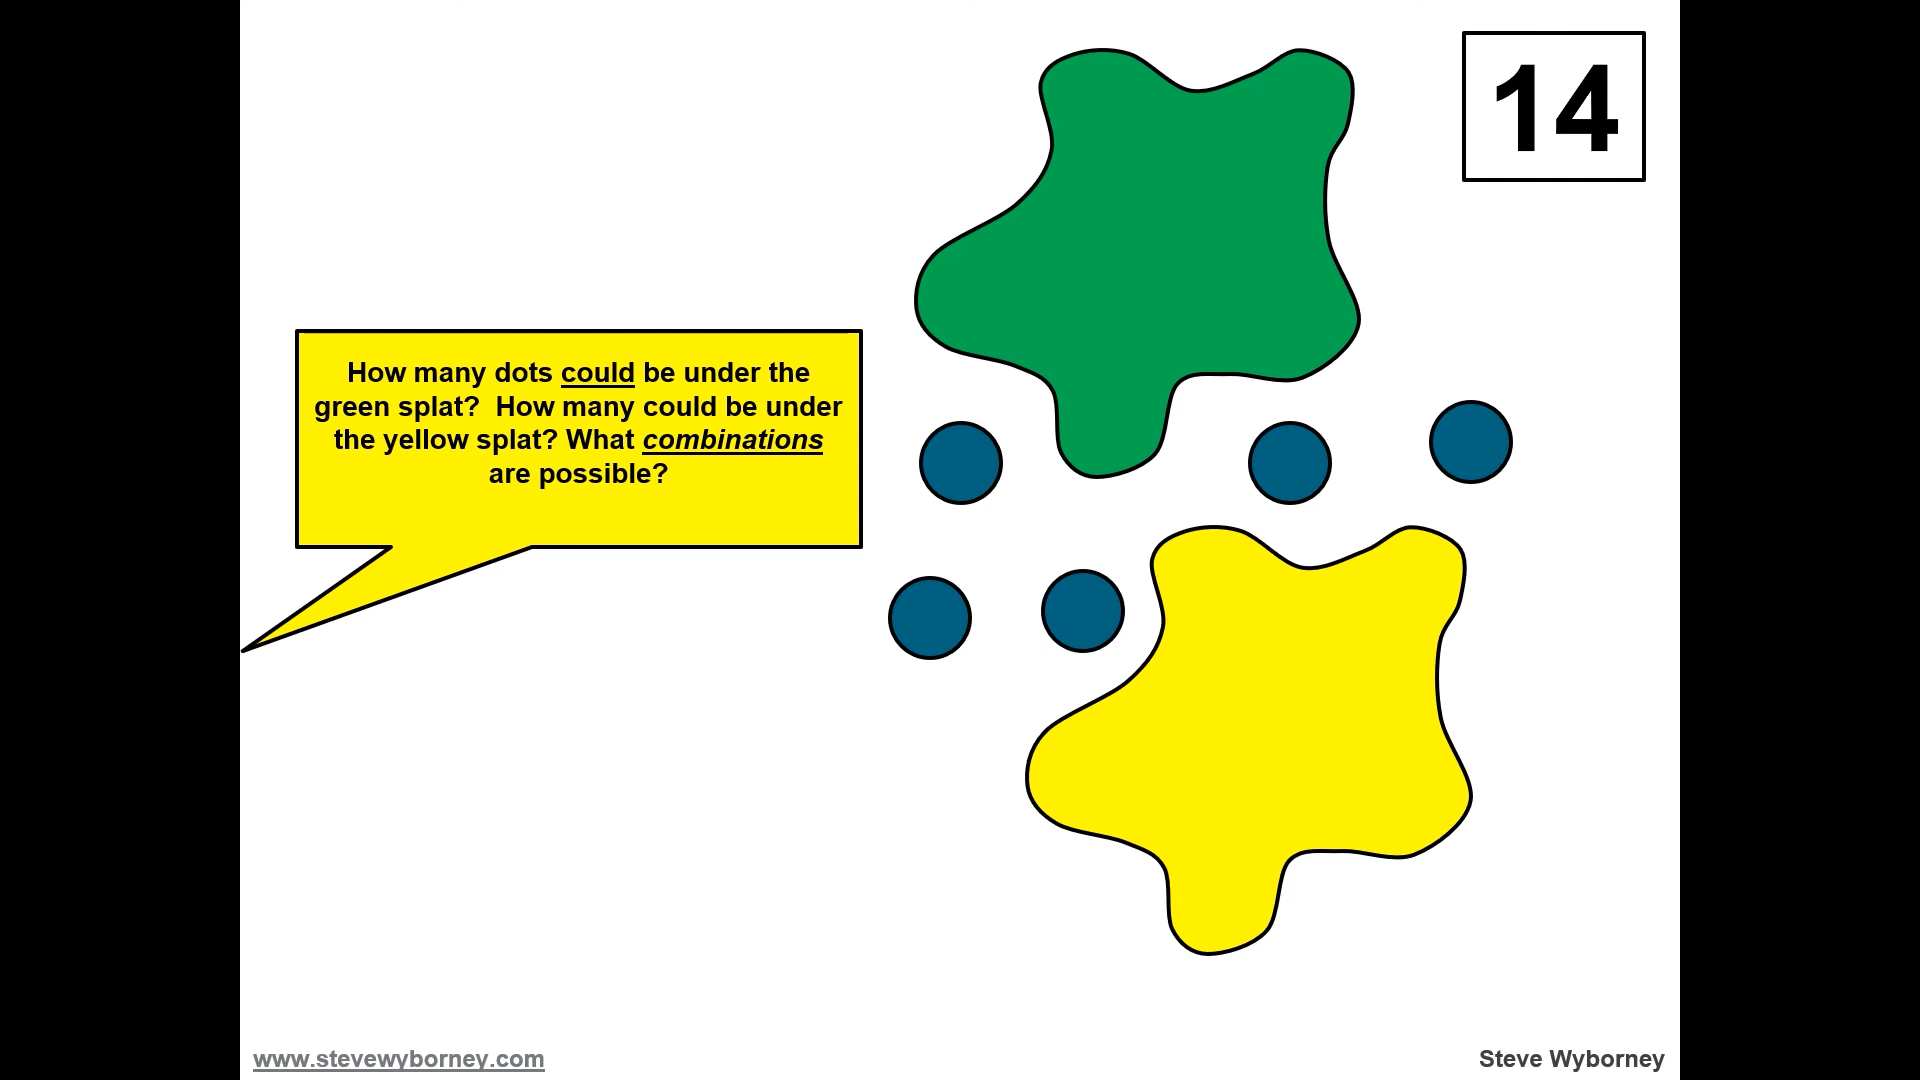 14
How many dots could be under the
green splat?  How many could be under
the yellow splat? What combinations
are possible?
www.stevewyborney.com
Steve Wyborney